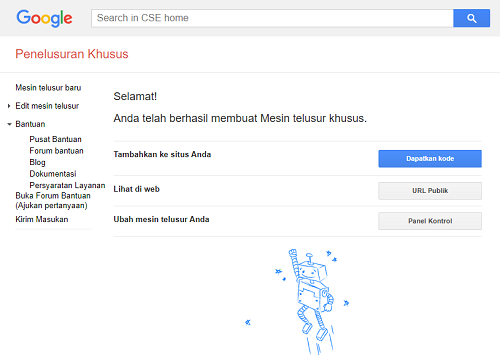 Google
Search in CSE home
Penelusuran Khusus
Mesin telusur baru
Edit mesin telusur
Bantuan
Pusat Bantuan
Forum bantuan
Blog
Dokumentasi
Persyaratan Layanan
Buka Forum Bantuan
(Ajukan pertanyaan)
Kirim Masukan
Selamat!
Anda telah berhasil membuat Mesin telusur khusus.
Tambahkan ke situs Anda
Dapatkan kode
Lihat di web
URL Publik
Ubah mesin telusur Anda
Panel Kontrol